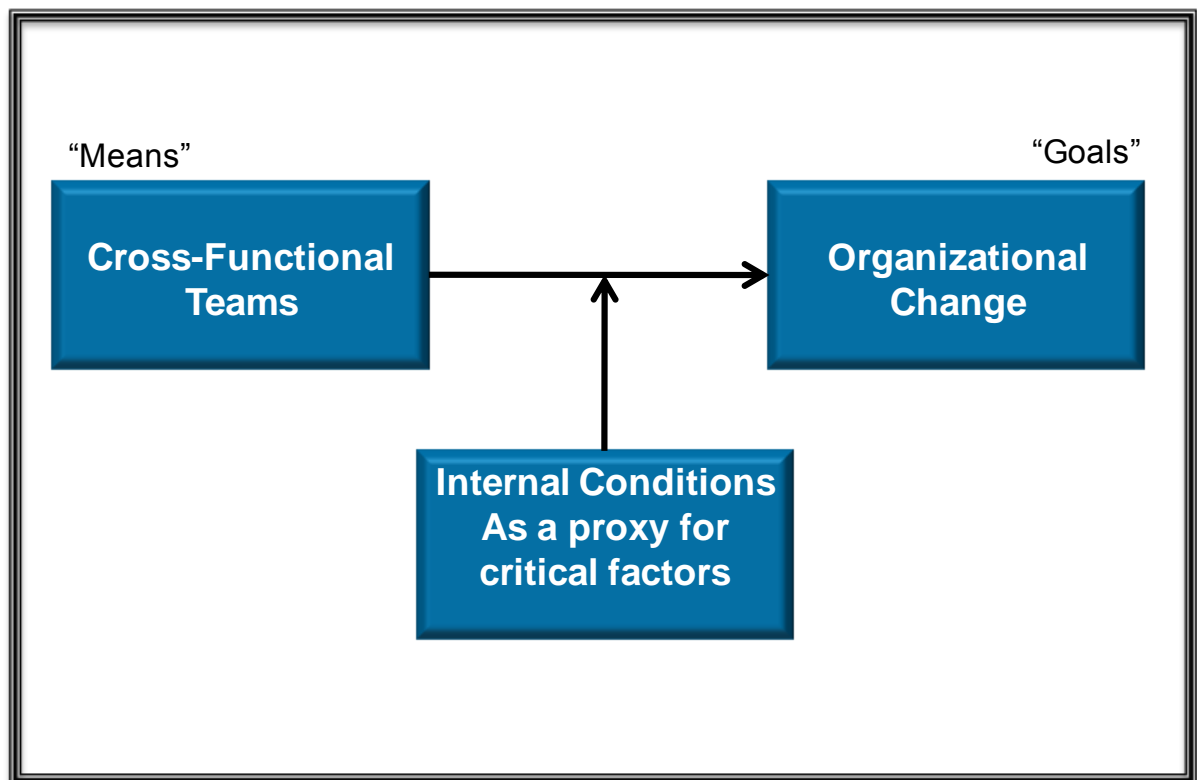 “Means”
“Goals”
Cross-Functional
Teams
Organizational
Change
Internal Conditions
As a proxy for
critical factors